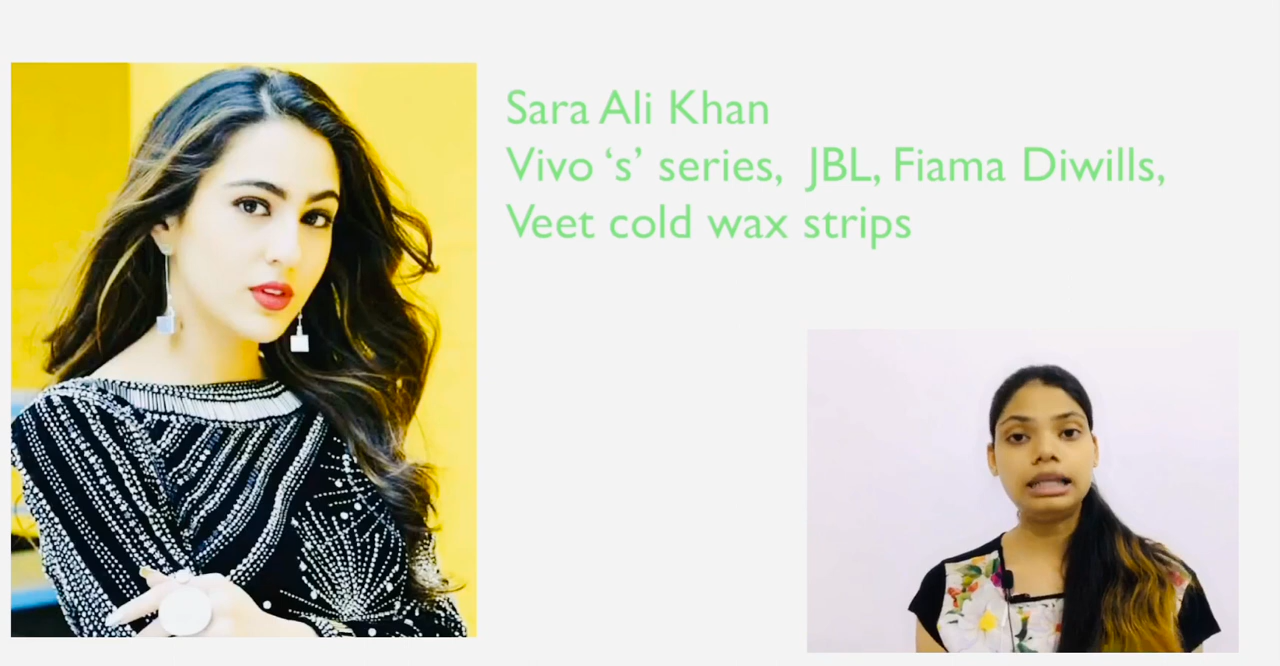 Sara Ali Khan
Vivo ‘s’ series, JBL, Fiama Diwills,
Veet cold wax strips